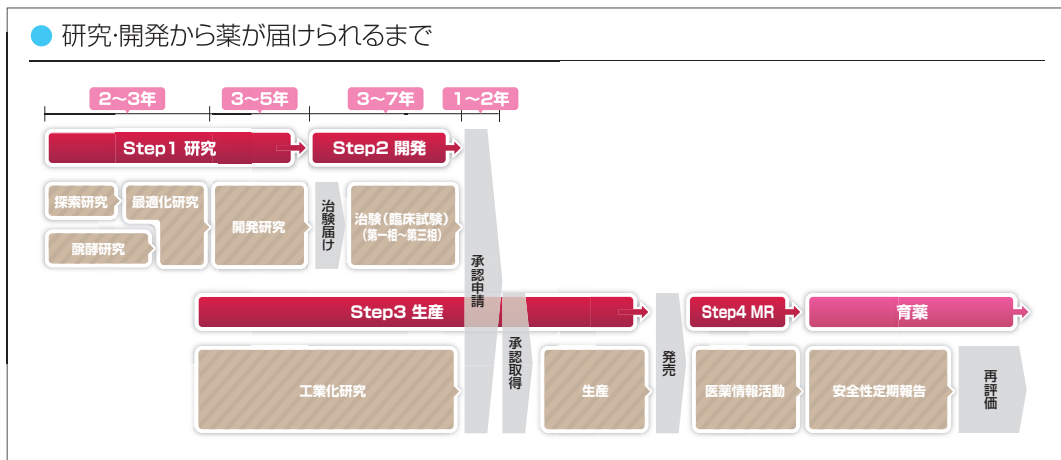 研究・開発から薬が届けられるまで
2〜3年
3〜5年
3〜7年
1〜2年
Step1 研究
Step2 開発
探索研究
最適化研究
醗酵研究
開発研究
治験届け
治験（臨床試験）
（第一相〜第三相）
承認申請
Step3 生産
Step4 MR
育薬
工業化研究
承認取得
生産
発売
医薬情報活動
安全性定期報告
再評価